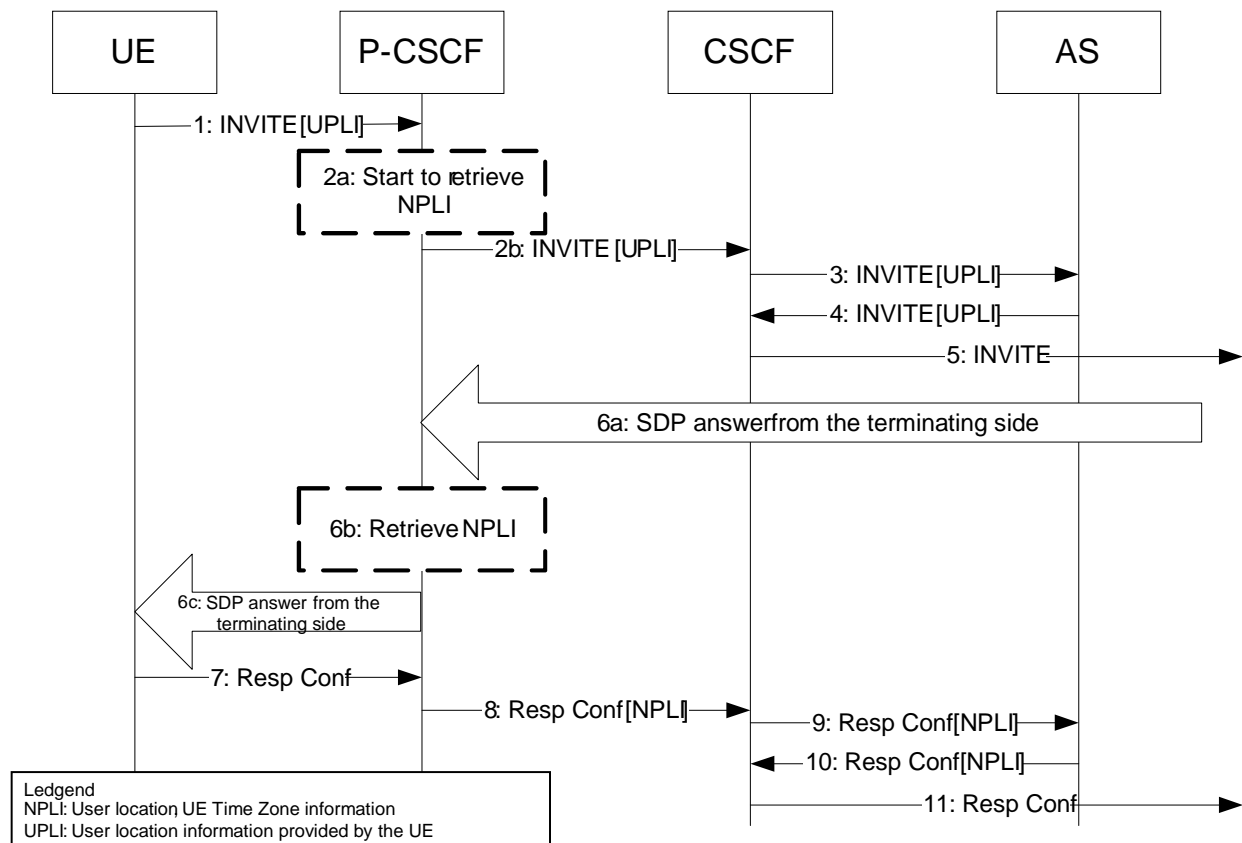 UE
P-CSCF
CSCF
AS
1: INVITE [UPLI]
2a: Start to retrieve
NPLI
2b: INVITE [UPLI]
3: INVITE [UPLI]
4: INVITE [UPLI]
5: INVITE
6a: SDP answerfrom the terminating side
6b: Retrieve NPLI
6c: SDP answer from the
terminating side
7: Resp Conf
8: Resp Conf[NPLI]
9: Resp Conf[NPLI]
10: Resp Conf[NPLI]
11: Resp Conf
Ledgend
NPLI: User location, UE Time Zone information
UPLI: User location information provided by the UE